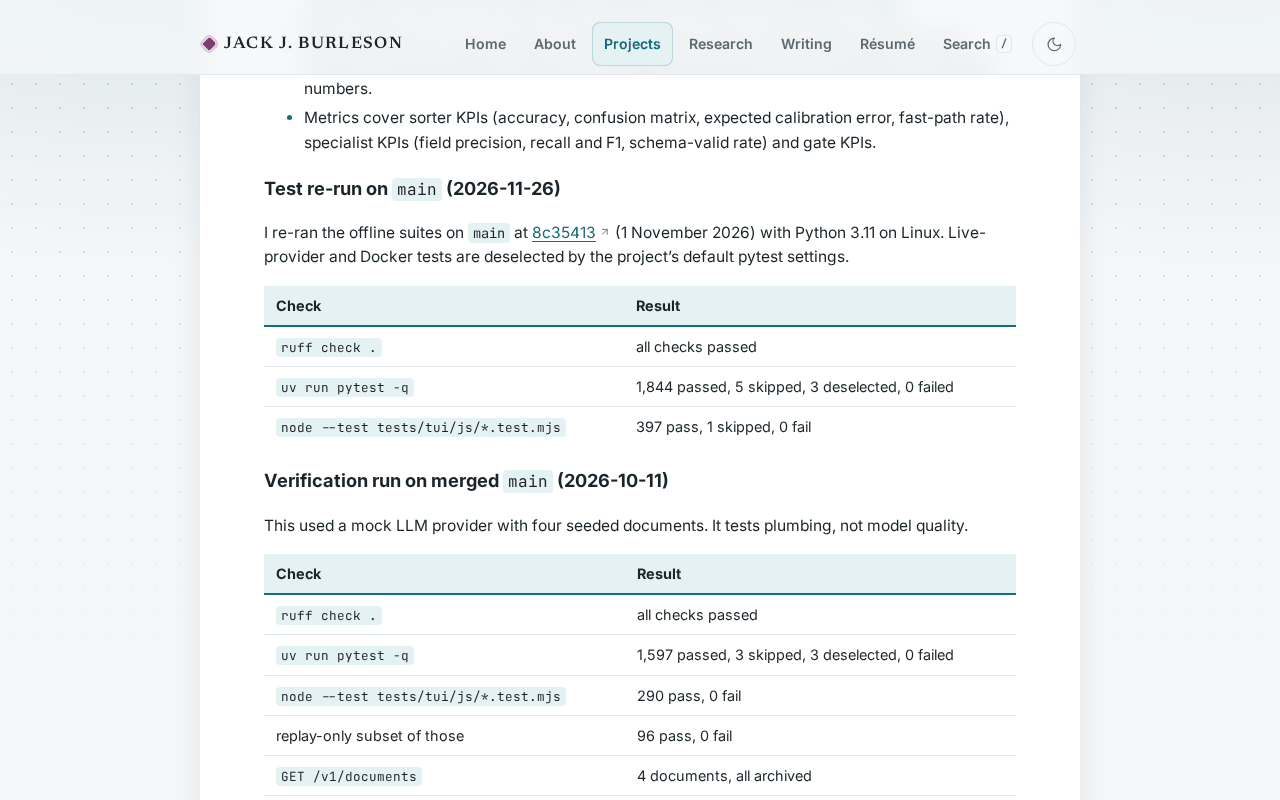 JACK J. BURLESON
Home
About
Projects
Research
Writing
Résumé
Search /
numbers.
• Metrics cover sorter KPIs (accuracy, confusion matrix, expected calibration error, fast-path rate),
specialist KPIs (field precision, recall and F1, schema-valid rate) and gate KPIs.
Test re-run on main (2026-11-26)
I re-ran the offline suites on main at 8c35413 ↗ (1 November 2026) with Python 3.11 on Linux. Live-
provider and Docker tests are deselected by the project’s default pytest settings.
Check Result
ruff check . all checks passed
uv run pytest -q 1,844 passed, 5 skipped, 3 deselected, 0 failed
node --test tests/tui/js/*.test.mjs 397 pass, 1 skipped, 0 fail
Verification run on merged main (2026-10-11)
This used a mock LLM provider with four seeded documents. It tests plumbing, not model quality.
Check Result
ruff check . all checks passed
uv run pytest -q 1,597 passed, 3 skipped, 3 deselected, 0 failed
node --test tests/tui/js/*.test.mjs 290 pass, 0 fail
replay-only subset of those 96 pass, 0 fail
GET /v1/documents 4 documents, all archived